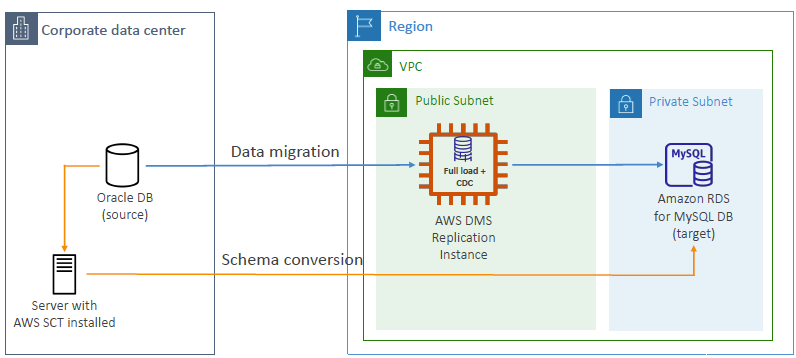 Corporate data center
Region
VPC
Public Subnet
Private Subnet
Data migration
Full load +
CDC
MySQL
Oracle DB
(source)
AWS DMS
Replication
Instance
Amazon RDS
for MySQL DB
(target)
Schema conversion
Server with
AWS SCT installed